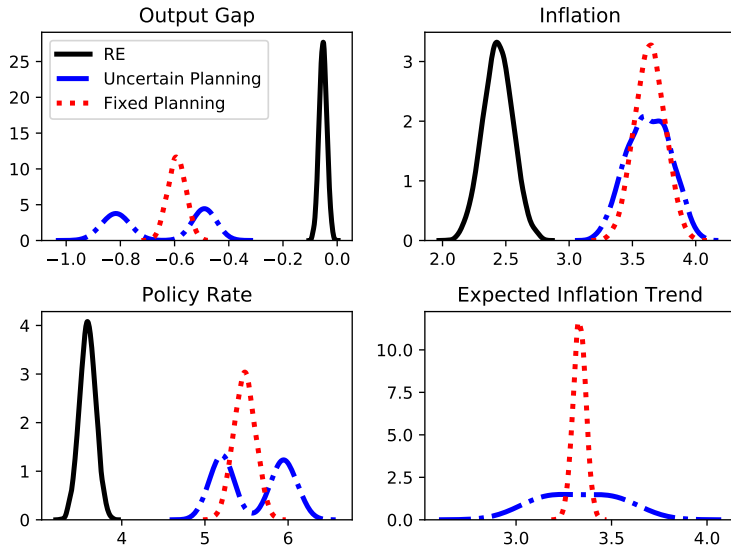 Output Gap
25
20
15
10
5
0
−1.0 −0.8 −0.6 −0.4 −0.2 0.0
RE
Uncertain Planning
Fixed Planning
Inflation
3
2
1
0
2.0 2.5 3.0 3.5 4.0
Policy Rate
4
3
2
1
0
4 5 6
Expected Inflation Trend
10.0
7.5
5.0
2.5
0.0
3.0 3.5 4.0